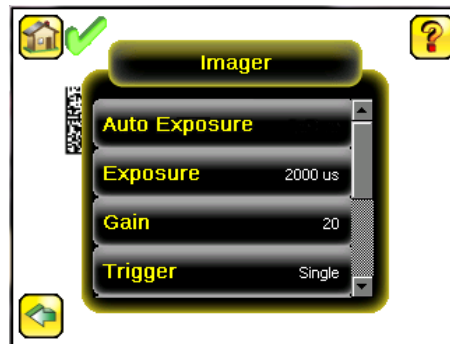 Imager
Auto Exposure
Exposure 2000 us
Gain 20
Trigger Single